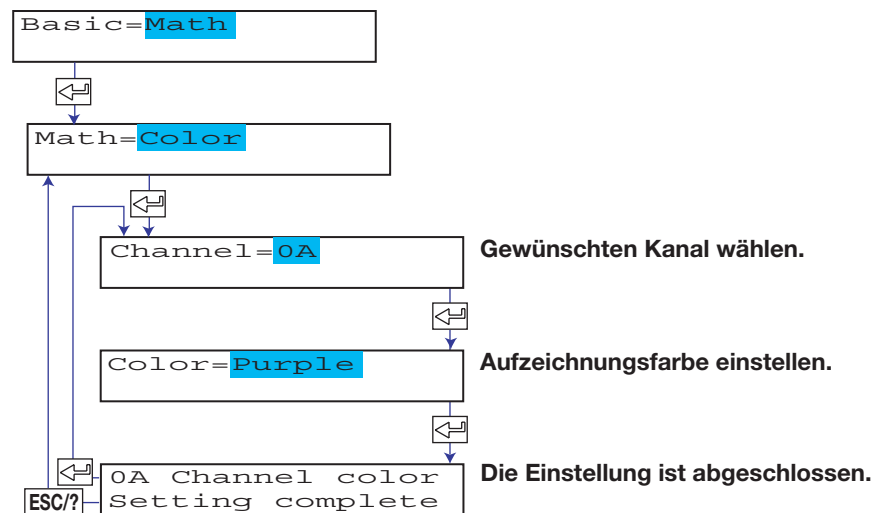 Basic=Math
Math=Color
Channel=0A
Gewünschten Kanal wählen.
Color=Purple
Aufzeichnungsfarbe einstellen.
0A Channel color
Setting complete
Die Einstellung ist abgeschlossen.
ESC/?